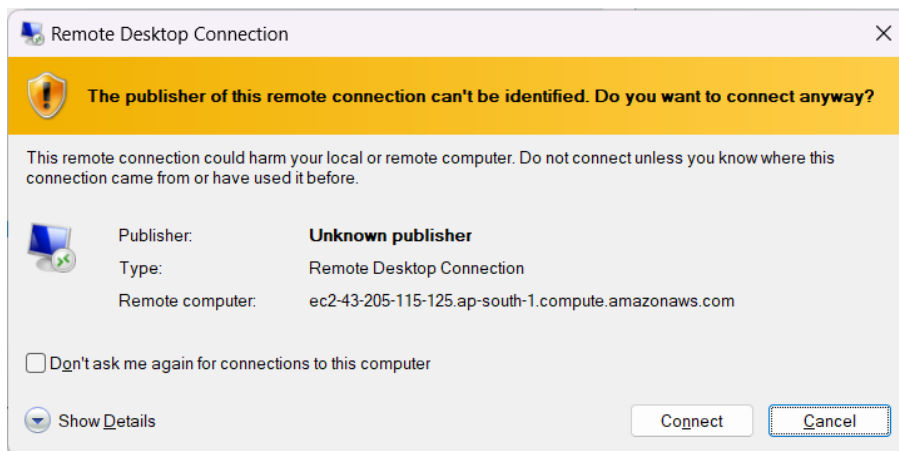 Remote Desktop Connection
The publisher of this remote connection can't be identified. Do you want to connect anyway?
This remote connection could harm your local or remote computer. Do not connect unless you know where this
connection came from or have used it before.
Publisher: Unknown publisher
Type: Remote Desktop Connection
Remote computer: ec2-43-205-115-125.ap-south-1.compute.amazonaws.com
Don't ask me again for connections to this computer
Show Details Connect Cancel